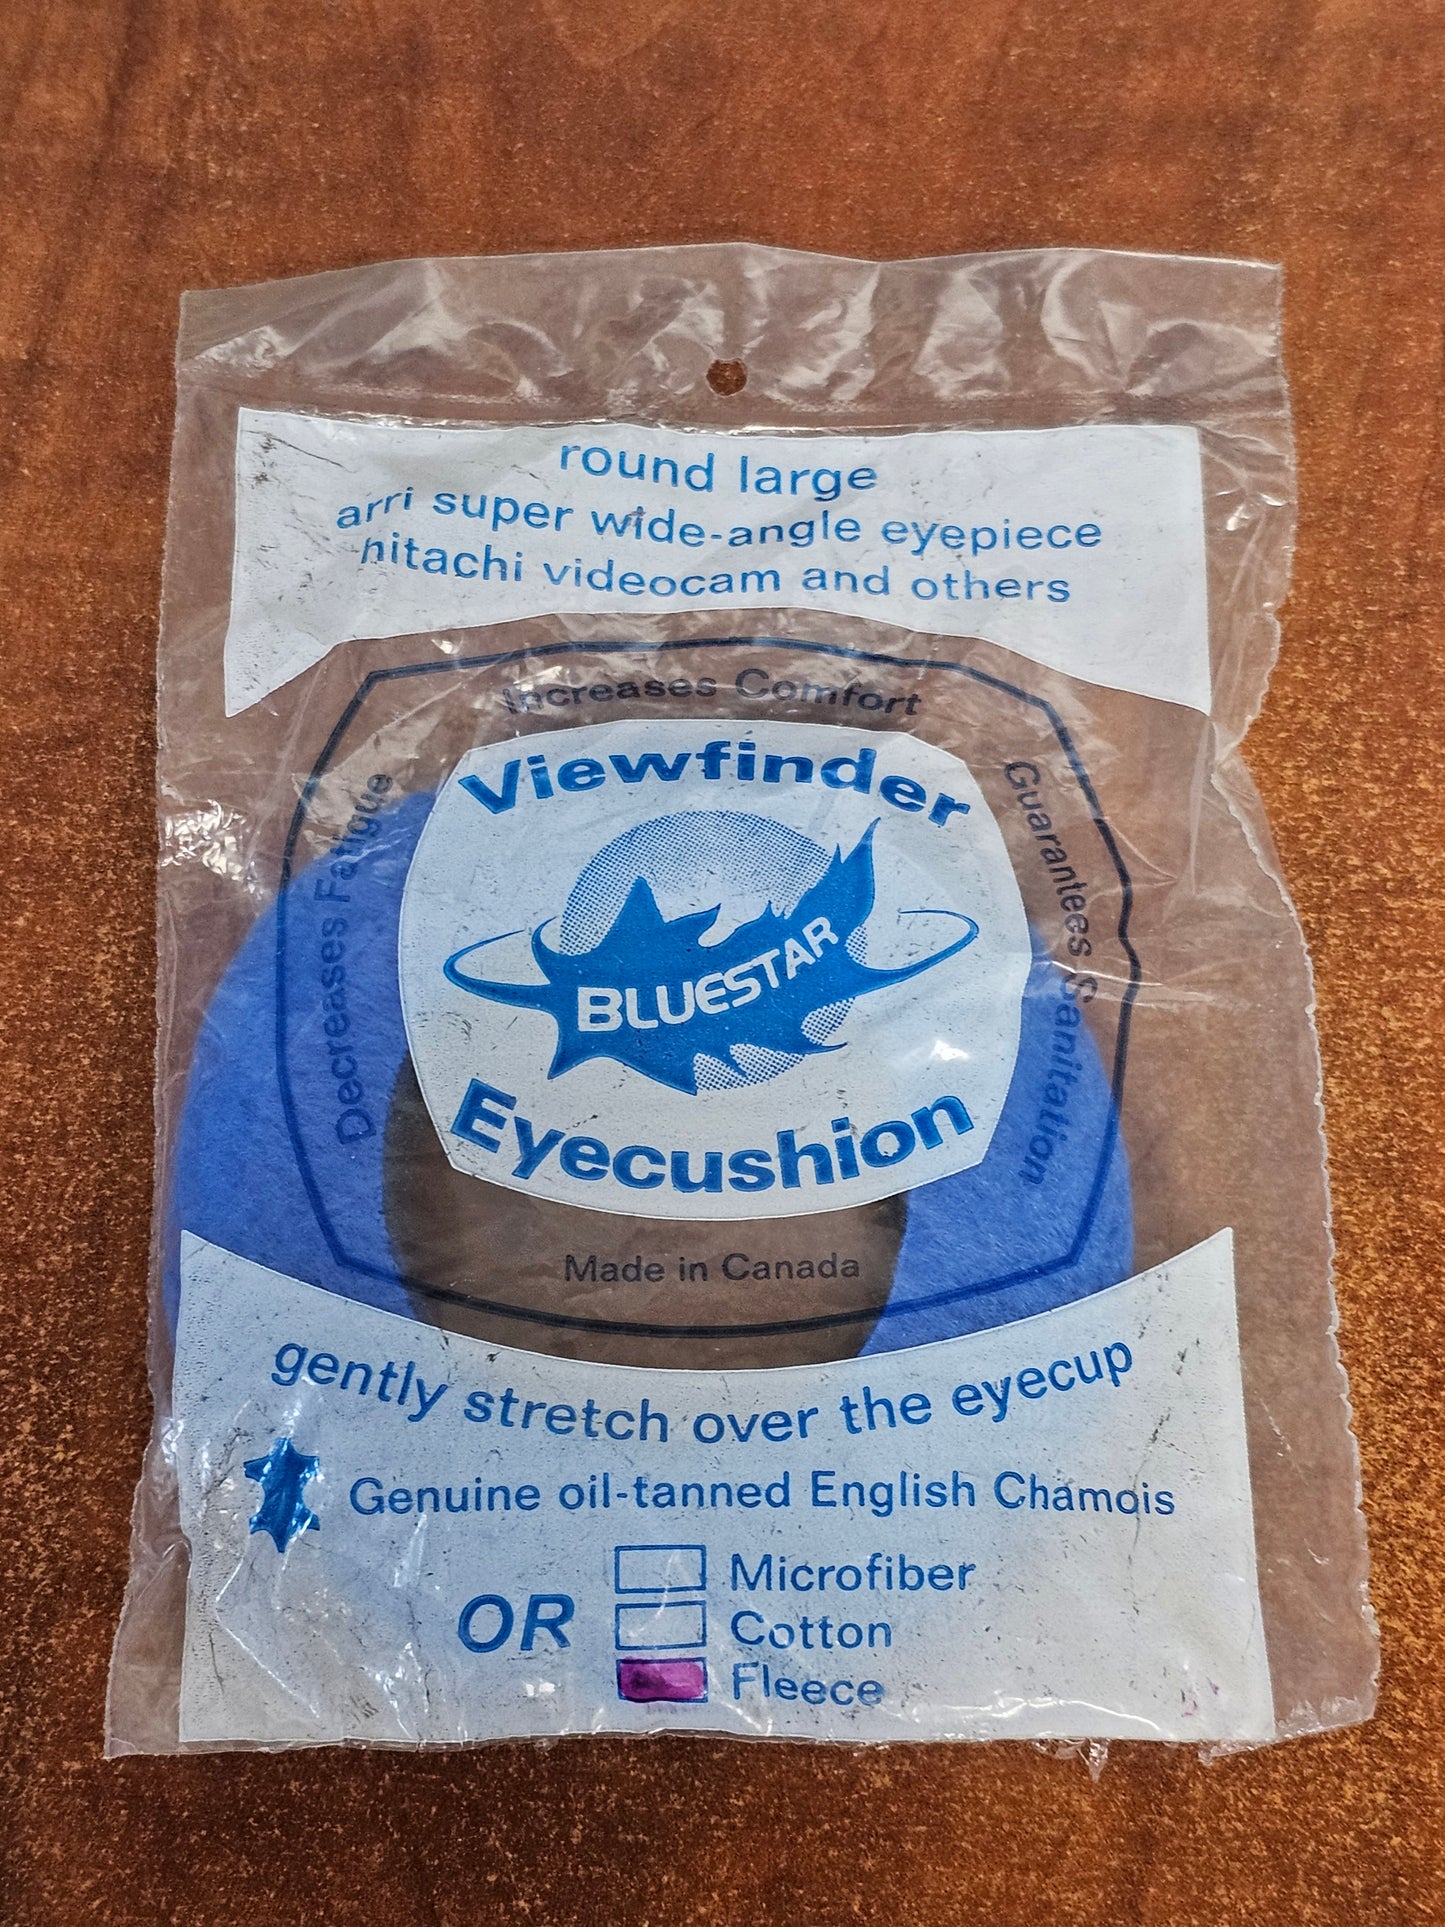 round large
arri super wide-angle eyepiece
hitachi videocam and others
Increases Comfort
Decreases Fatigue
Guarantees Sanitation
Viewfinder
BLUESTAR
Eyecushion
Made in Canada
gently stretch over the eyecup
Genuine oil-tanned English Chamois
OR
Microfiber
Cotton
Fleece